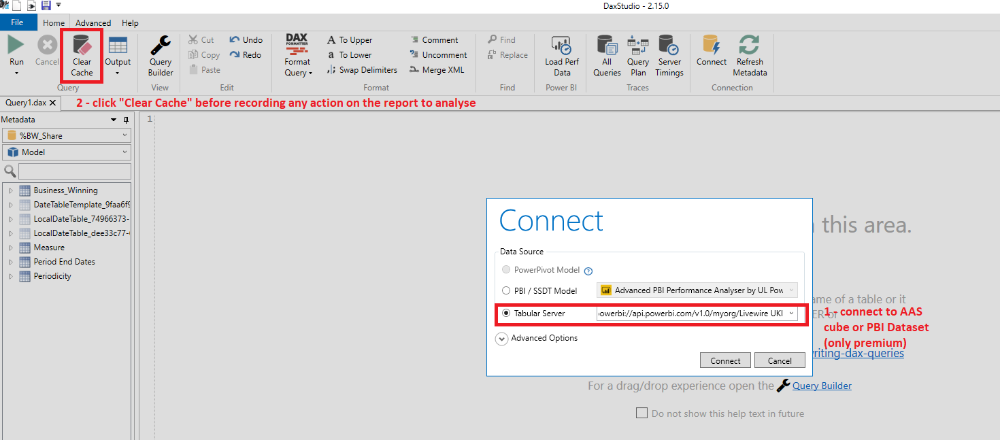 DaxStudio - 2.15.0
File Home Advanced Help
Run
Cancel
Clear
Cache
Output
Query
Query
Builder
View
Cut
Copy
Paste
Undo
Redo
Edit
DAX
FORMATTER
Format
Query
To Upper
a To Lower
Swap Delimiters
Comment
Uncomment
Merge XML
Format
Find
Replace
Find
Load Perf
Data
Power BI
All
Queries
Query
Plan
Server
Timings
Traces
Connect
Refresh
Metadata
Connection
Query1.dax
2 - click "Clear Cache" before recording any action on the report to analyse
Metadata
1
%BW_Share
Model
Business_Winning
DateTableTemplate_9faa6f9
LocalDateTable_74966373-
LocalDateTable_dee33c77-
Measure
Period End Dates
Periodicity
Connect
Data Source
PowerPivot Model ?
PBI / SSDT Model Advanced PBI Performance Analyser by UL Pow
Tabular Server powerbi://api.powerbi.com/v1.0/myorg/Livewire UKI
Advanced Options
Connect Cancel
this area.
ame of a table or it
ER or
1 - connect to AAS
cube or PBI Dataset
(only premium)
writing-dax-queries
For a drag/drop experience open the Query Builder
Do not show this help text in future